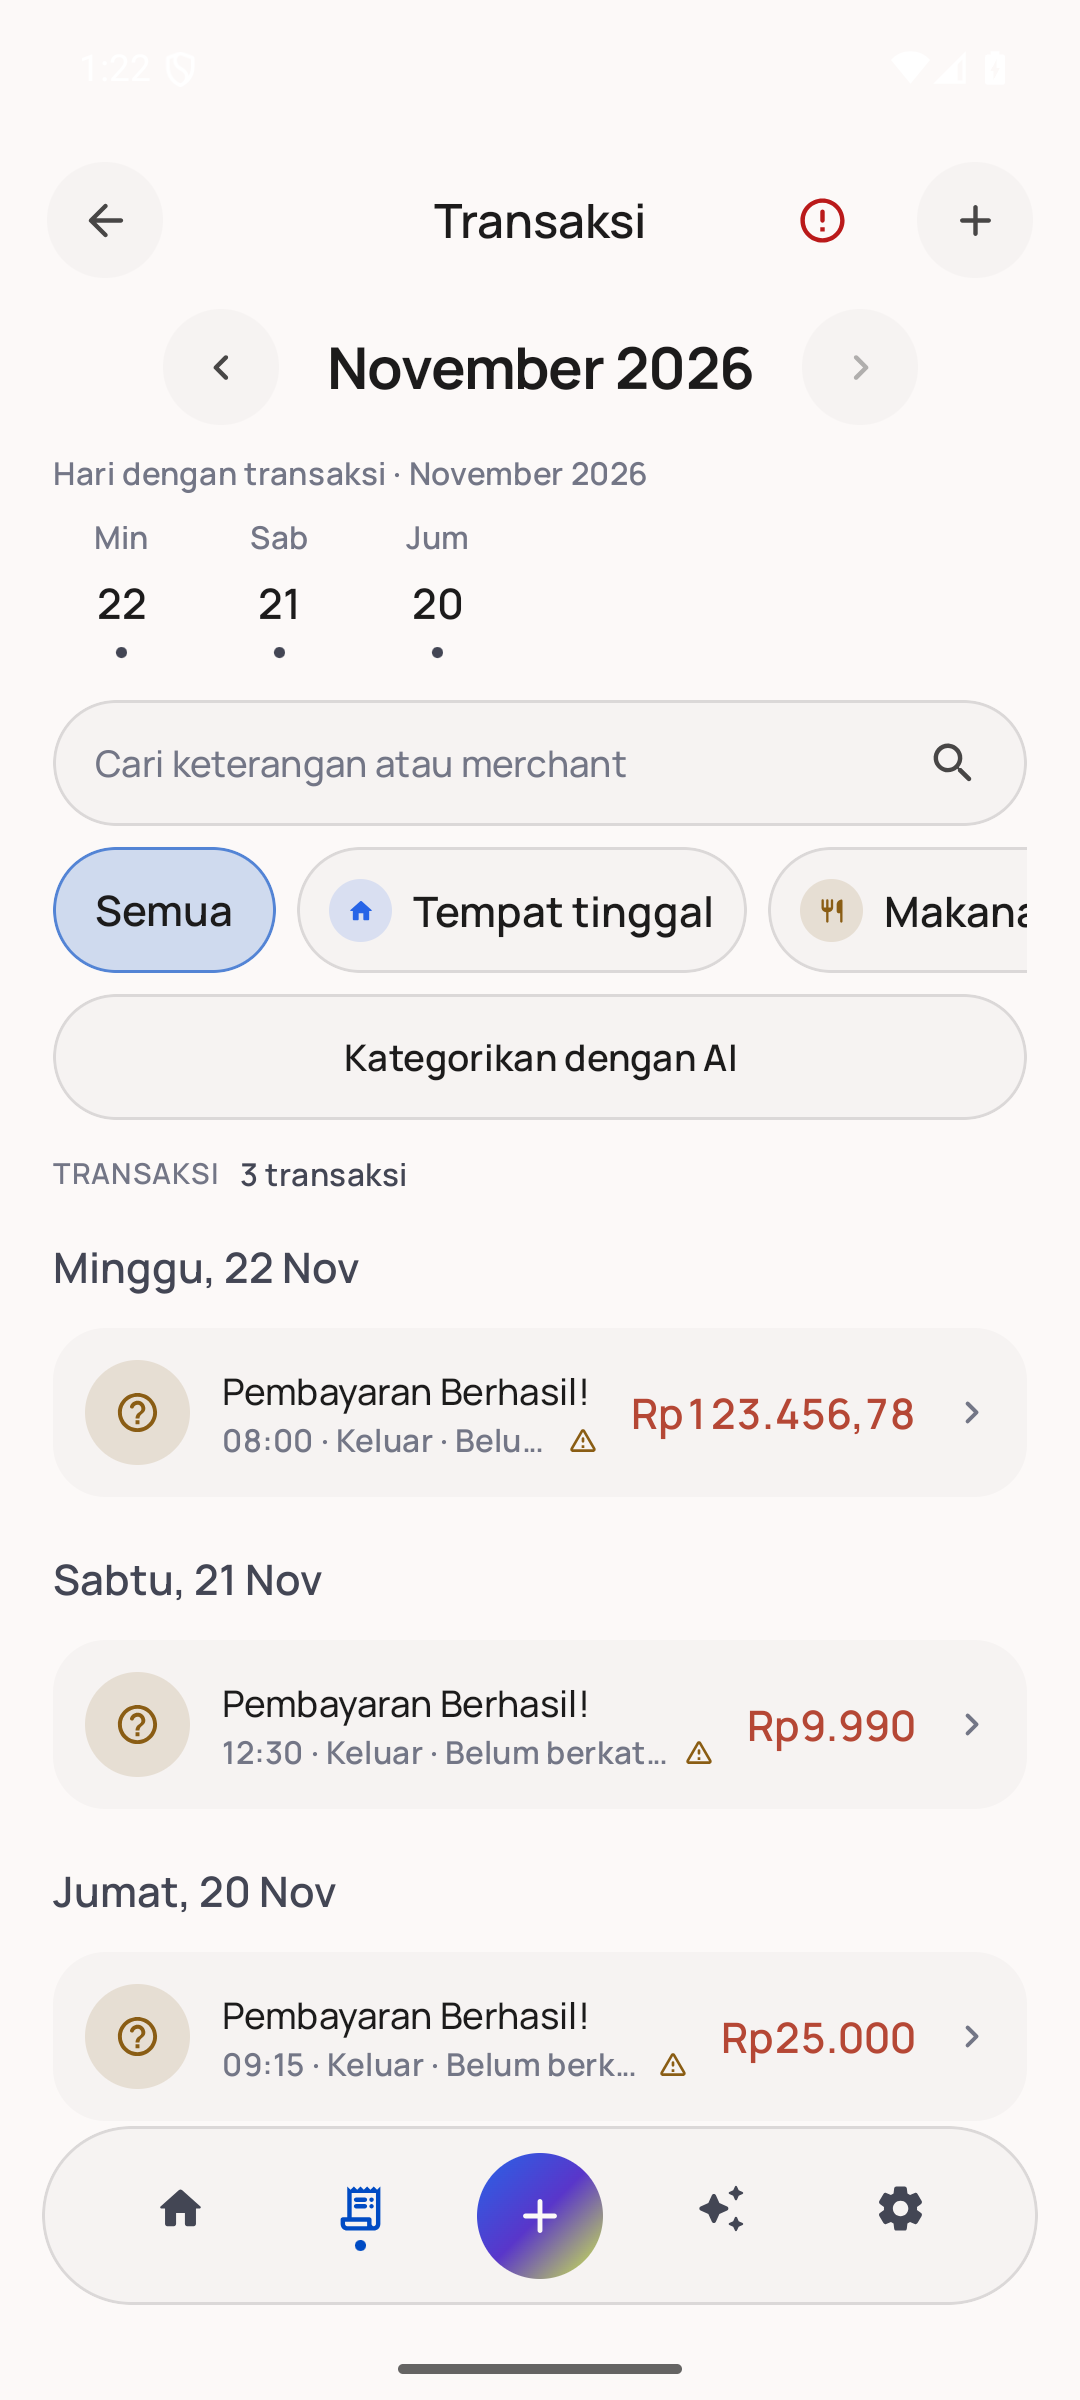 1:22
Transaksi
November 2026
Hari dengan transaksi · November 2026
Min Sab Jum
22 21 20
Cari keterangan atau merchant
Semua Tempat tinggal Makana
Kategorikan dengan AI
TRANSAKSI 3 transaksi
Minggu, 22 Nov
Pembayaran Berhasil!
08:00 · Keluar · Belu...
Rp123.456,78
Sabtu, 21 Nov
Pembayaran Berhasil!
12:30 · Keluar · Belum berkat...
Rp9.990
Jumat, 20 Nov
Pembayaran Berhasil!
09:15 · Keluar · Belum berk...
Rp25.000